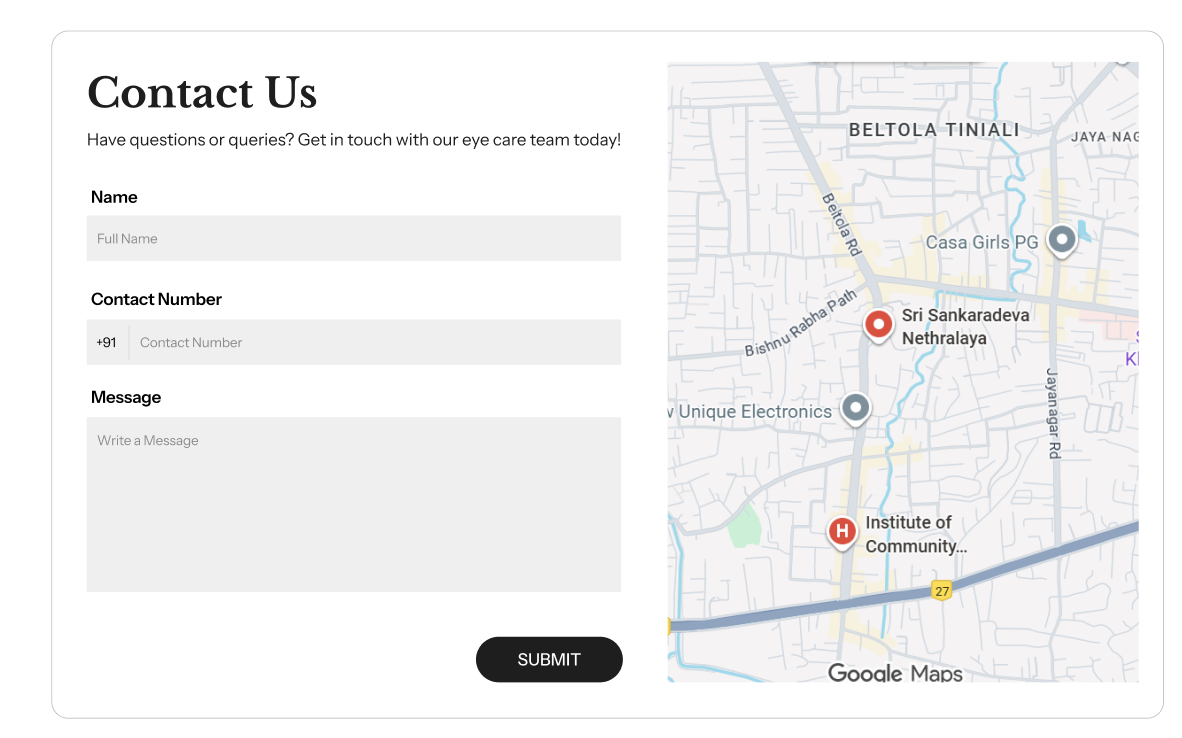 Contact Us
Have questions or queries? Get in touch with our eye care team today!
Name
Full Name
Contact Number
+91
Contact Number
Message
Write a Message
SUBMIT
BELTOLA TINIALI
JAYA NAG
Beltola Rd
Casa Girls PG
Bishnu Rabha Path
Sri Sankaradeva
Nethralaya
Unique Electronics
Jayanagar Rd
Institute of
Community...
27
Google Maps